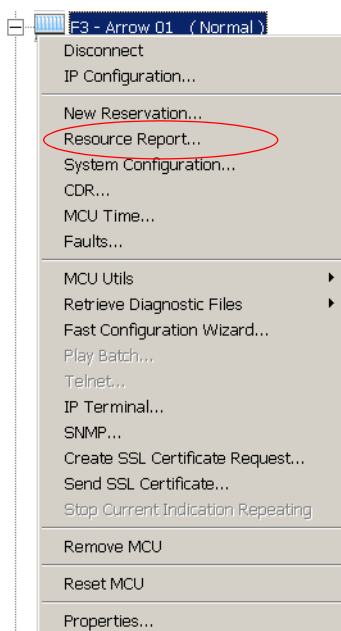 F3 - Arrow 01 (Normal)
Disconnect
IP Configuration...
New Reservation...
Resource Report...
System Configuration...
CDR...
MCU Time...
Faults...
MCU Utils
Retrieve Diagnostic Files
Fast Configuration Wizard...
Play Batch...
Telnet...
IP Terminal...
SNMP...
Create SSL Certificate Request...
Send SSL Certificate...
Stop Current Indication Repeating
Remove MCU
Reset MCU
Properties...